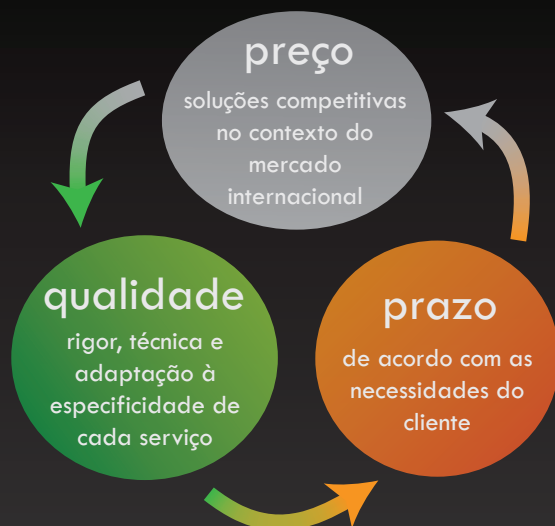 preço
soluções competitivas
no contexto do
mercado
internacional
qualidade
rigor, técnica e
adaptação à
especificidade de
cada serviço
prazo
de acordo com as
necessidades do
cliente